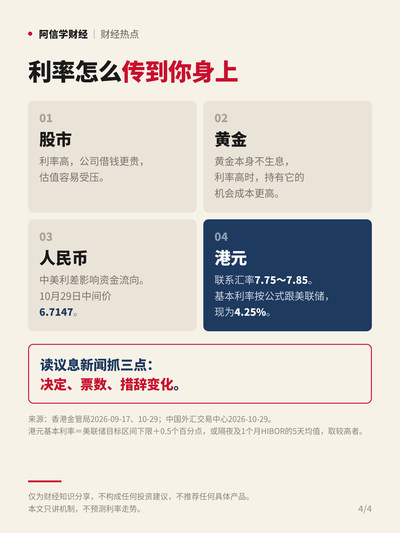 阿信学财经｜财经热点
利率怎么传到你身上
01
股市
利率高，公司借钱更贵，
估值容易受压。
02
黄金
黄金本身不生息，
利率高时，持有它的
机会成本更高。
03
人民币
中美利差影响资金流向。
10月29日中间价
6.7147。
04
港元
联系汇率7.75～7.85。
基本利率按公式跟美联储，
现为4.25%。
读议息新闻抓三点：
决定、票数、措辞变化。
来源：香港金管局2026-09-17、10-29；中国外汇交易中心2026-10-29。
港元基本利率＝美联储目标区间下限＋0.5个百分点，或隔夜及1个月HIBOR的5天均值，取较高者。
仅为财经知识分享，不构成任何投资建议，不推荐任何具体产品。
本文只讲机制，不预测利率走势。
4/4